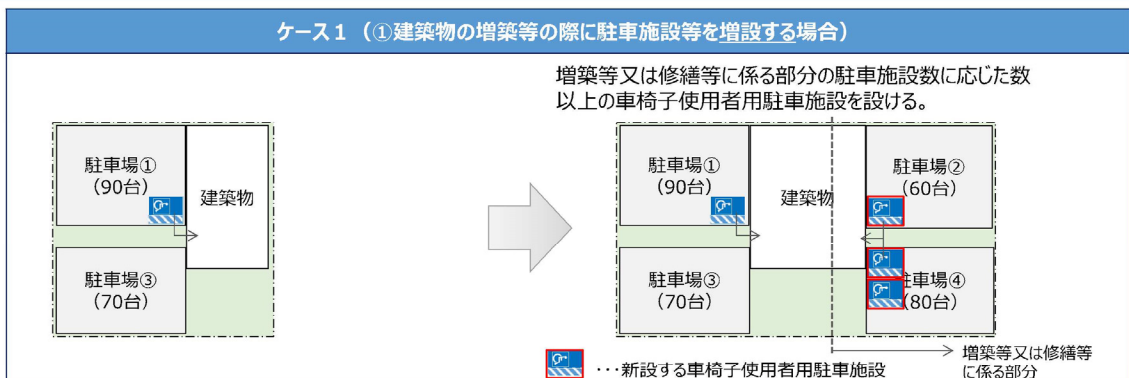 ケース1（①建築物の増築等の際に駐車施設等を増設する場合）
増築等又は修繕等に係る部分の駐車施設数に応じた数
以上の車椅子使用者用駐車施設を設ける。
駐車場①
（90台）
建築物
駐車場③
（70台）
駐車場①
（90台）
建築物
駐車場②
（60台）
駐車場③
（70台）
駐車場④
（80台）
･･･新設する車椅子使用者用駐車施設
増築等又は修繕等
に係る部分